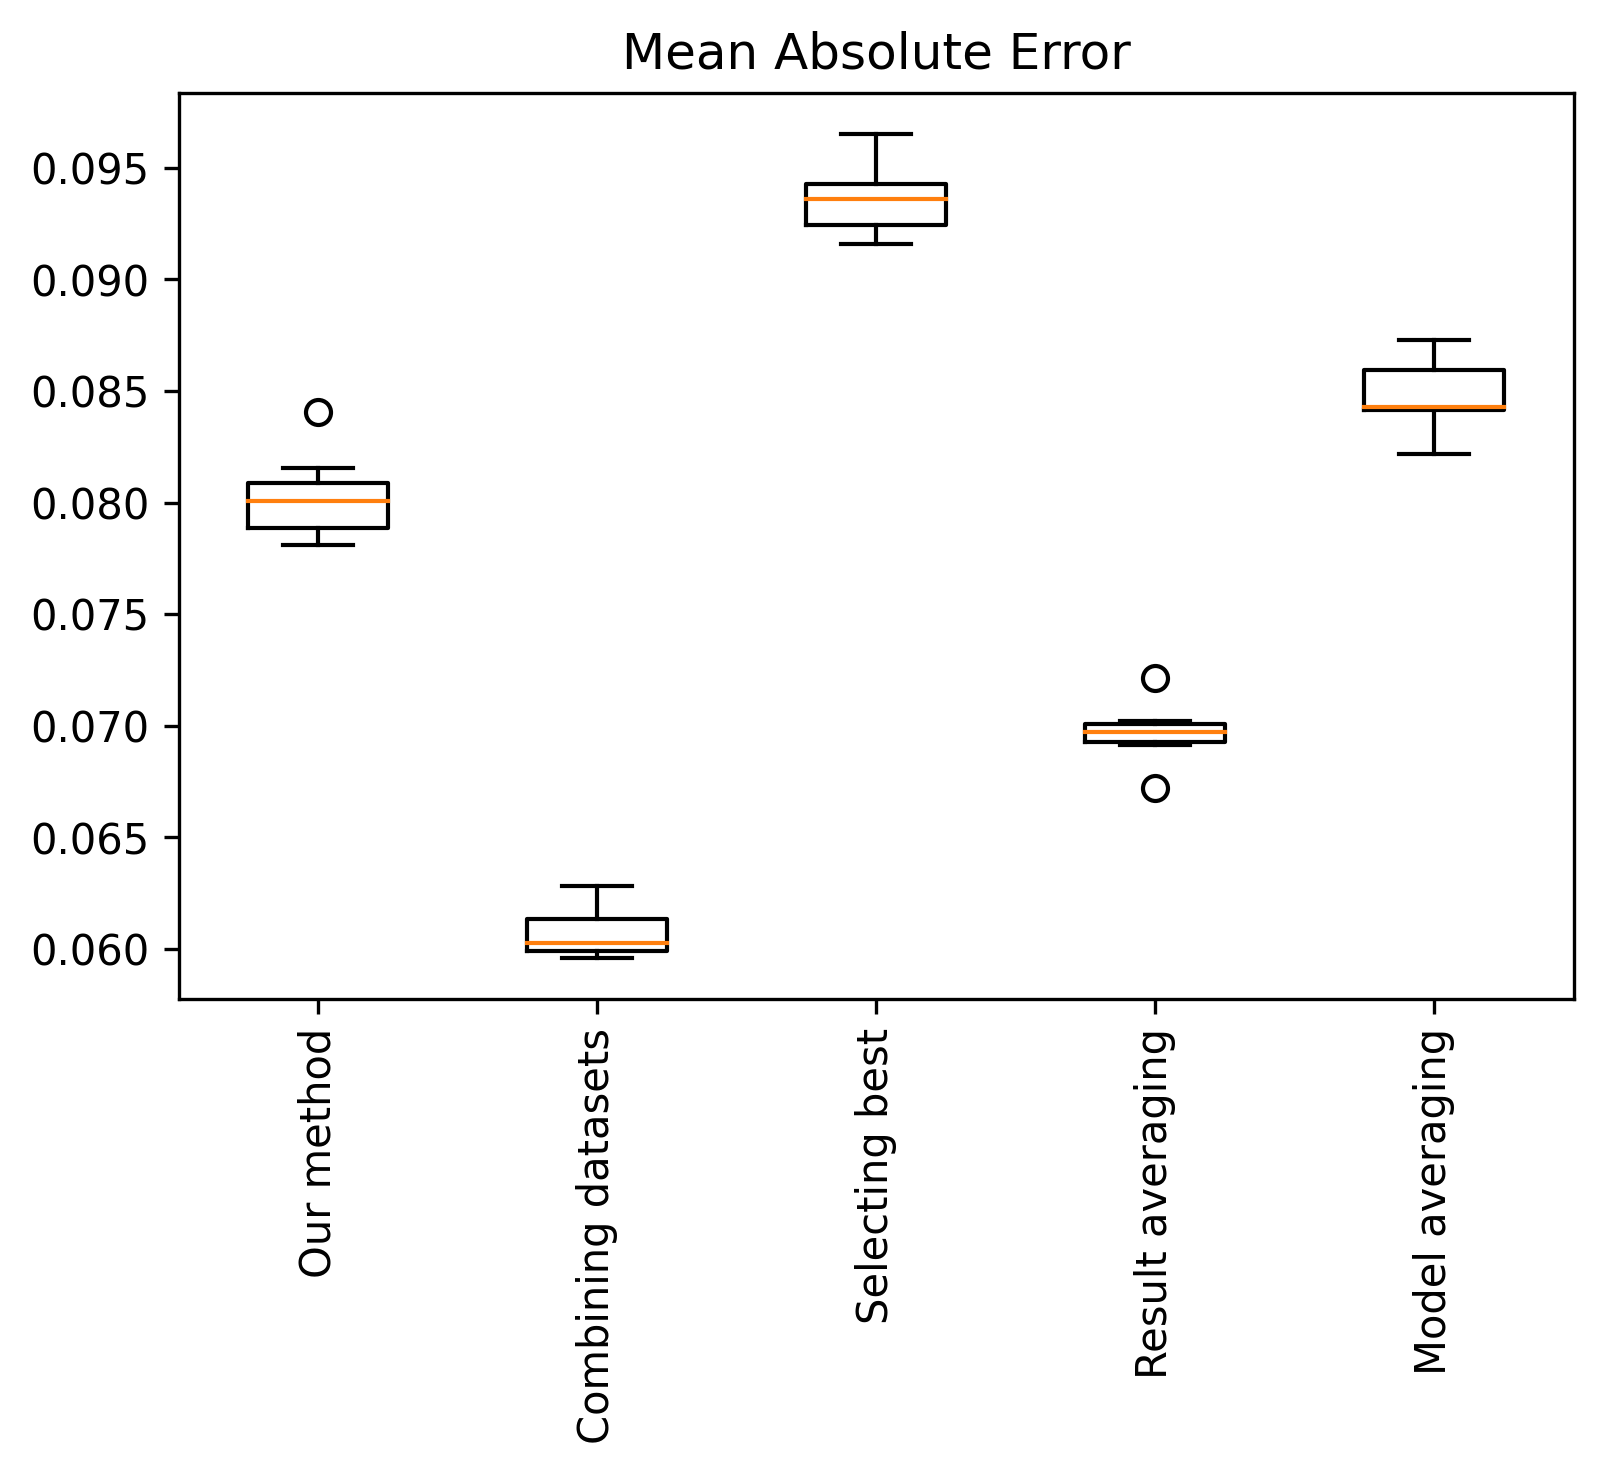 Mean Absolute Error
0.095
0.090
0.085
0.080
0.075
0.070
0.065
0.060
Our method
Combining datasets
Selecting best
Result averaging
Model averaging